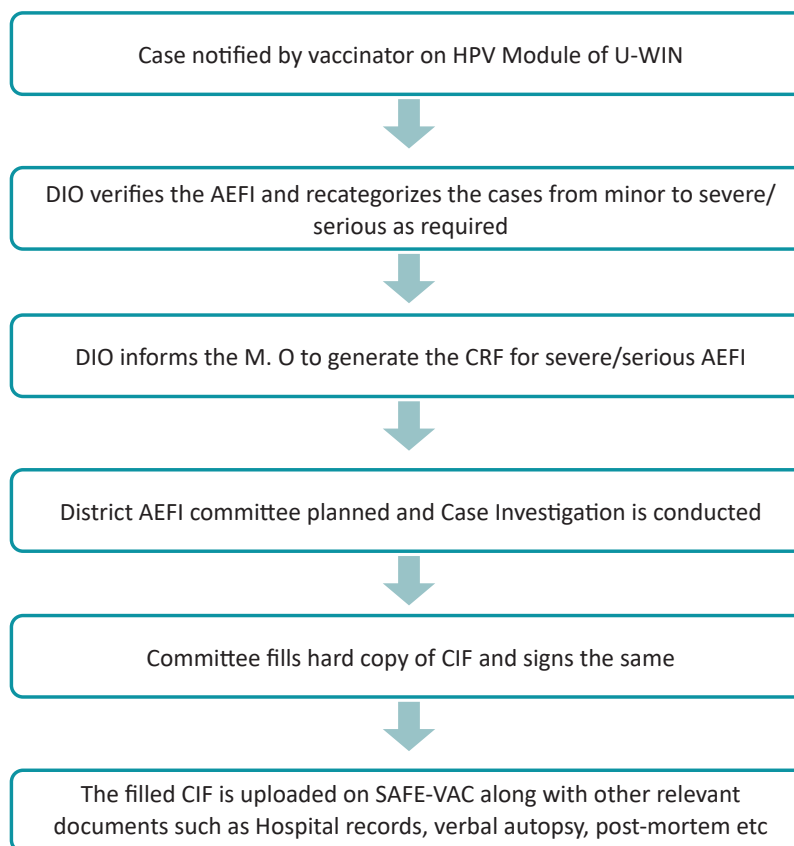 Case notified by vaccinator on HPV Module of U-WIN
DIO verifies the AEFI and recategorizes the cases from minor to severe/
serious as required
DIO informs the M. O to generate the CRF for severe/serious AEFI
District AEFI committee planned and Case Investigation is conducted
Committee fills hard copy of CIF and signs the same
The filled CIF is uploaded on SAFE-VAC along with other relevant
documents such as Hospital records, verbal autopsy, post-mortem etc